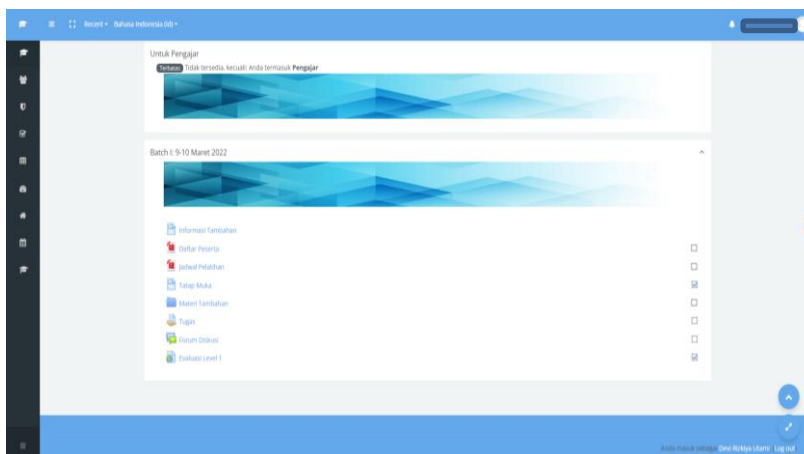 Recent Bahasa Indonesia (id)
Untuk Pengajar
Terbatas Tidak tersedia, kecuali: Anda termasuk Pengajar
Batch I: 9-10 Maret 2022
Informasi Tambahan
Daftar Peserta
Jadwal Pelatihan
Tatap Muka
Materi Tambahan
Tugas
Forum Diskusi
Evaluasi Level 1
Anda masuk sebagai Desi Rizkiya Utami Log out